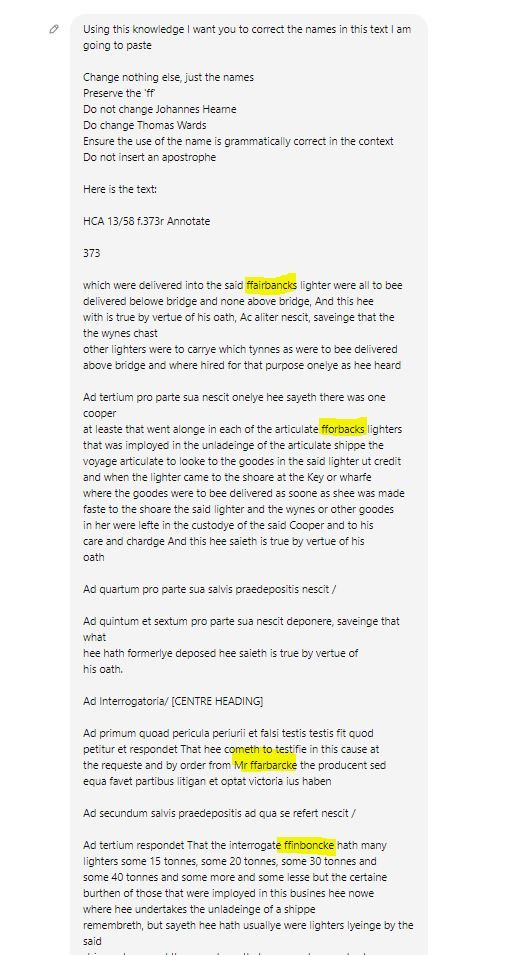 Using this knowledge I want you to correct the names in this text I am
going to paste
Change nothing else, just the names
Preserve the 'ff'
Do not change Johannes Hearne
Do change Thomas Wards
Ensure the use of the name is grammatically correct in the context
Do not insert an apostrophe
Here is the text:
HCA 13/58 f.373r Annotate
373
which were delivered into the said ffairbancks lighter were all to bee
delivered belowe bridge and none above bridge, And this hee
with is true by vertue of his oath, Ac aliter nescit, saveinge that the
the wynes chast
other lighters were to carrye which tynnes as were to bee delivered
above bridge and where hired for that purpose onelye as hee heard
Ad tertium pro parte sua nescit onelye hee sayeth there was one
cooper
at leaste that went alonge in each of the articulate fforbacks lighters
that was imployed in the unladeinge of the articulate shippe the
voyage articulate to looke to the goodes in the said lighter ut credit
and when the lighter came to the shoare at the Key or wharfe
where the goodes were to bee delivered as soone as shee was made
faste to the shoare the said lighter and the wynes or other goodes
in her were lefte in the custodye of the said Cooper and to his
care and chardge And this hee saieth is true by vertue of his
oath
Ad quartum pro parte sua salvis praedepositis nescit /
Ad quintum et sextum pro parte sua nescit deponere, saveinge that
what
hee hath formerlye deposed hee saieth is true by vertue of
his oath.
Ad Interrogatoria/ [CENTRE HEADING]
Ad primum quoad pericula periurii et falsi testis testis fit quod
petitur et respondet That hee cometh to testifie in this cause at
the requeste and by order from Mr ffarbarcke the producent sed
equa favet partibus litigan et optat victoria ius haben
Ad secundum salvis praedepositis ad qua se refert nescit /
Ad tertium respondet That the interrogate ffinboncke hath many
lighters some 15 tonnes, some 20 tonnes, some 30 tonnes and
some 40 tonnes and some more and some lesse but the certaine
burthen of those that were imployed in this busines hee nowe
where hee undertakes the unladeinge of a shippe
remembreth, but sayeth hee hath usuallye were lighters lyeinge by the
said